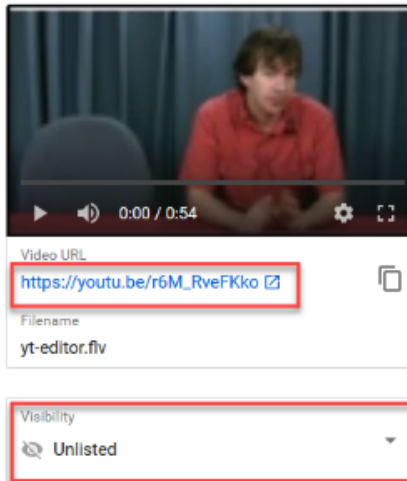 0:00 / 0:54
Video URL
https://youtu.be/r6M_RveFKko
Filename
yt-editor.flv
Visibility
Unlisted